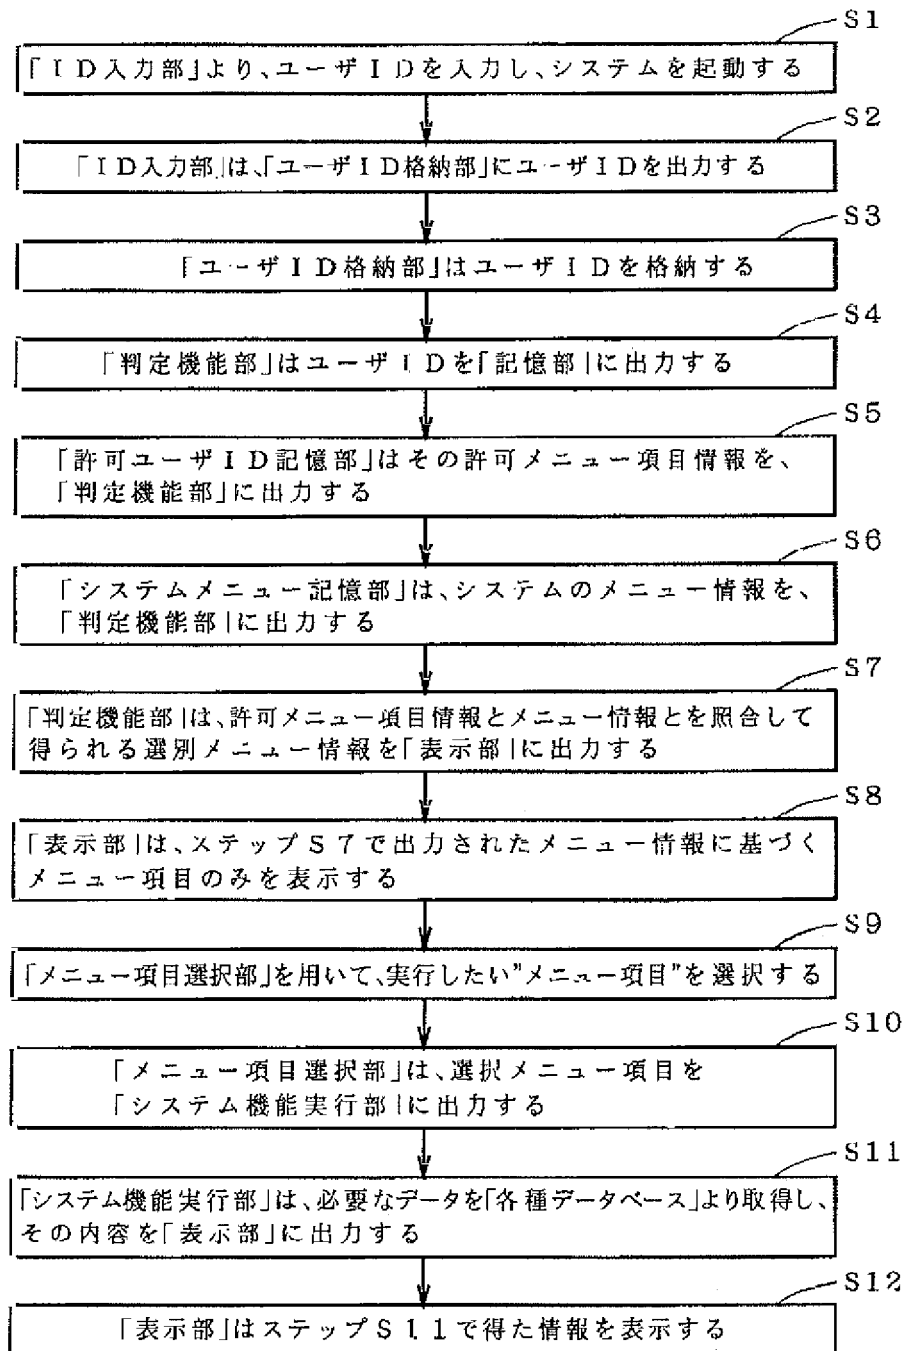 S1
「ID入力部」より、ユーザIDを入力し、システムを起動する
S2
「ID入力部」は、「ユーザID格納部」にユーザIDを出力する
S3
「ユーザID格納部」はユーザIDを格納する
S4
「判定機能部」はユーザIDを「記憶部」に出力する
S5
「許可ユーザID記憶部」はその許可メニュー項目情報を、
「判定機能部」に出力する
S6
「システムメニュー記憶部」は、システムのメニュー情報を、
「判定機能部」に出力する
S7
「判定機能部」は、許可メニュー項目情報とメニュー情報とを照合して
得られる選別メニュー情報を「表示部」に出力する
S8
「表示部」は、ステップS7で出力されたメニュー情報に基づく
メニュー項目のみを表示する
S9
「メニュー項目選択部」を用いて、実行したい"メニュー項目"を選択する
S10
「メニュー項目選択部」は、選択メニュー項目を
「システム機能実行部」に出力する
S11
「システム機能実行部」は、必要なデータを「各種データベース」より取得し、
その内容を「表示部」に出力する
S12
「表示部」はステップS11で得た情報を表示する